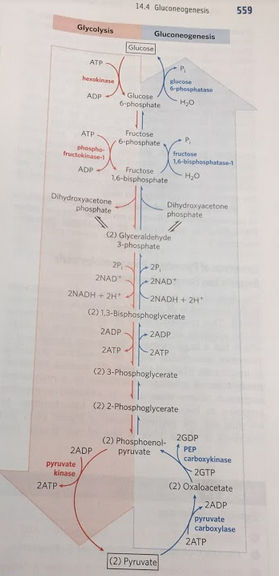 14.4 Gluconeogenesis 559
Glycolysis Gluconeogenesis
Glucose
ATP
Pi
hexokinase
glucose
6-phosphatase
ADP
Glucose
6-phosphate
H2O
ATP
Fructose
6-phosphate
Pi
phospho-
fructokinase-1
fructose
1,6-bisphosphatase-1
ADP
Fructose
1,6-bisphosphate
H2O
Dihydroxyacetone
phosphate
Dihydroxyacetone
phosphate
(2) Glyceraldehyde
3-phosphate
2Pi 2Pi
2NAD+ 2NAD+
2NADH + 2H+ 2NADH + 2H+
(2) 1,3-Bisphosphoglycerate
2ADP 2ADP
2ATP 2ATP
(2) 3-Phosphoglycerate
(2) 2-Phosphoglycerate
(2) Phosphoenol-
pyruvate
2GDP
2ADP
PEP
carboxykinase
pyruvate
kinase
2GTP
2ATP
(2) Oxaloacetate
2ADP
pyruvate
carboxylase
2ATP
(2) Pyruvate